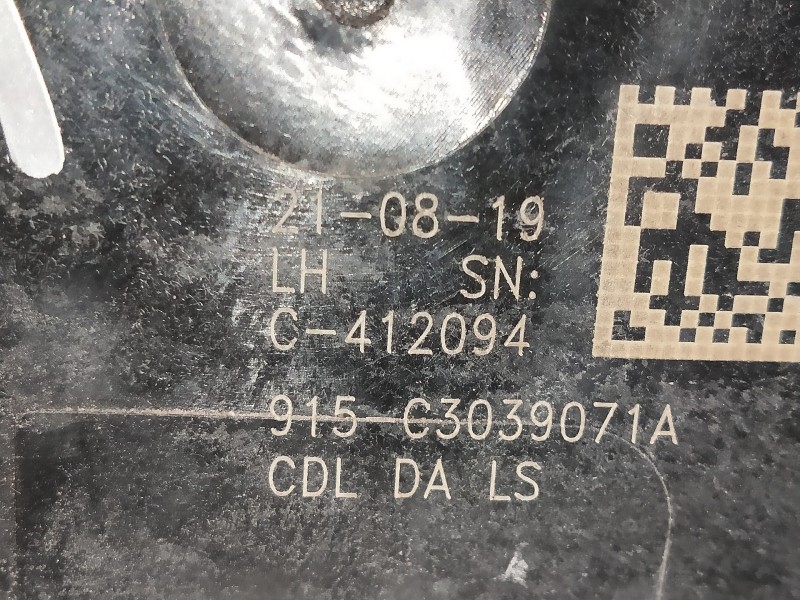 21-08-19
LH SN:
C-412094
915 C3039071A
CDL DA LS